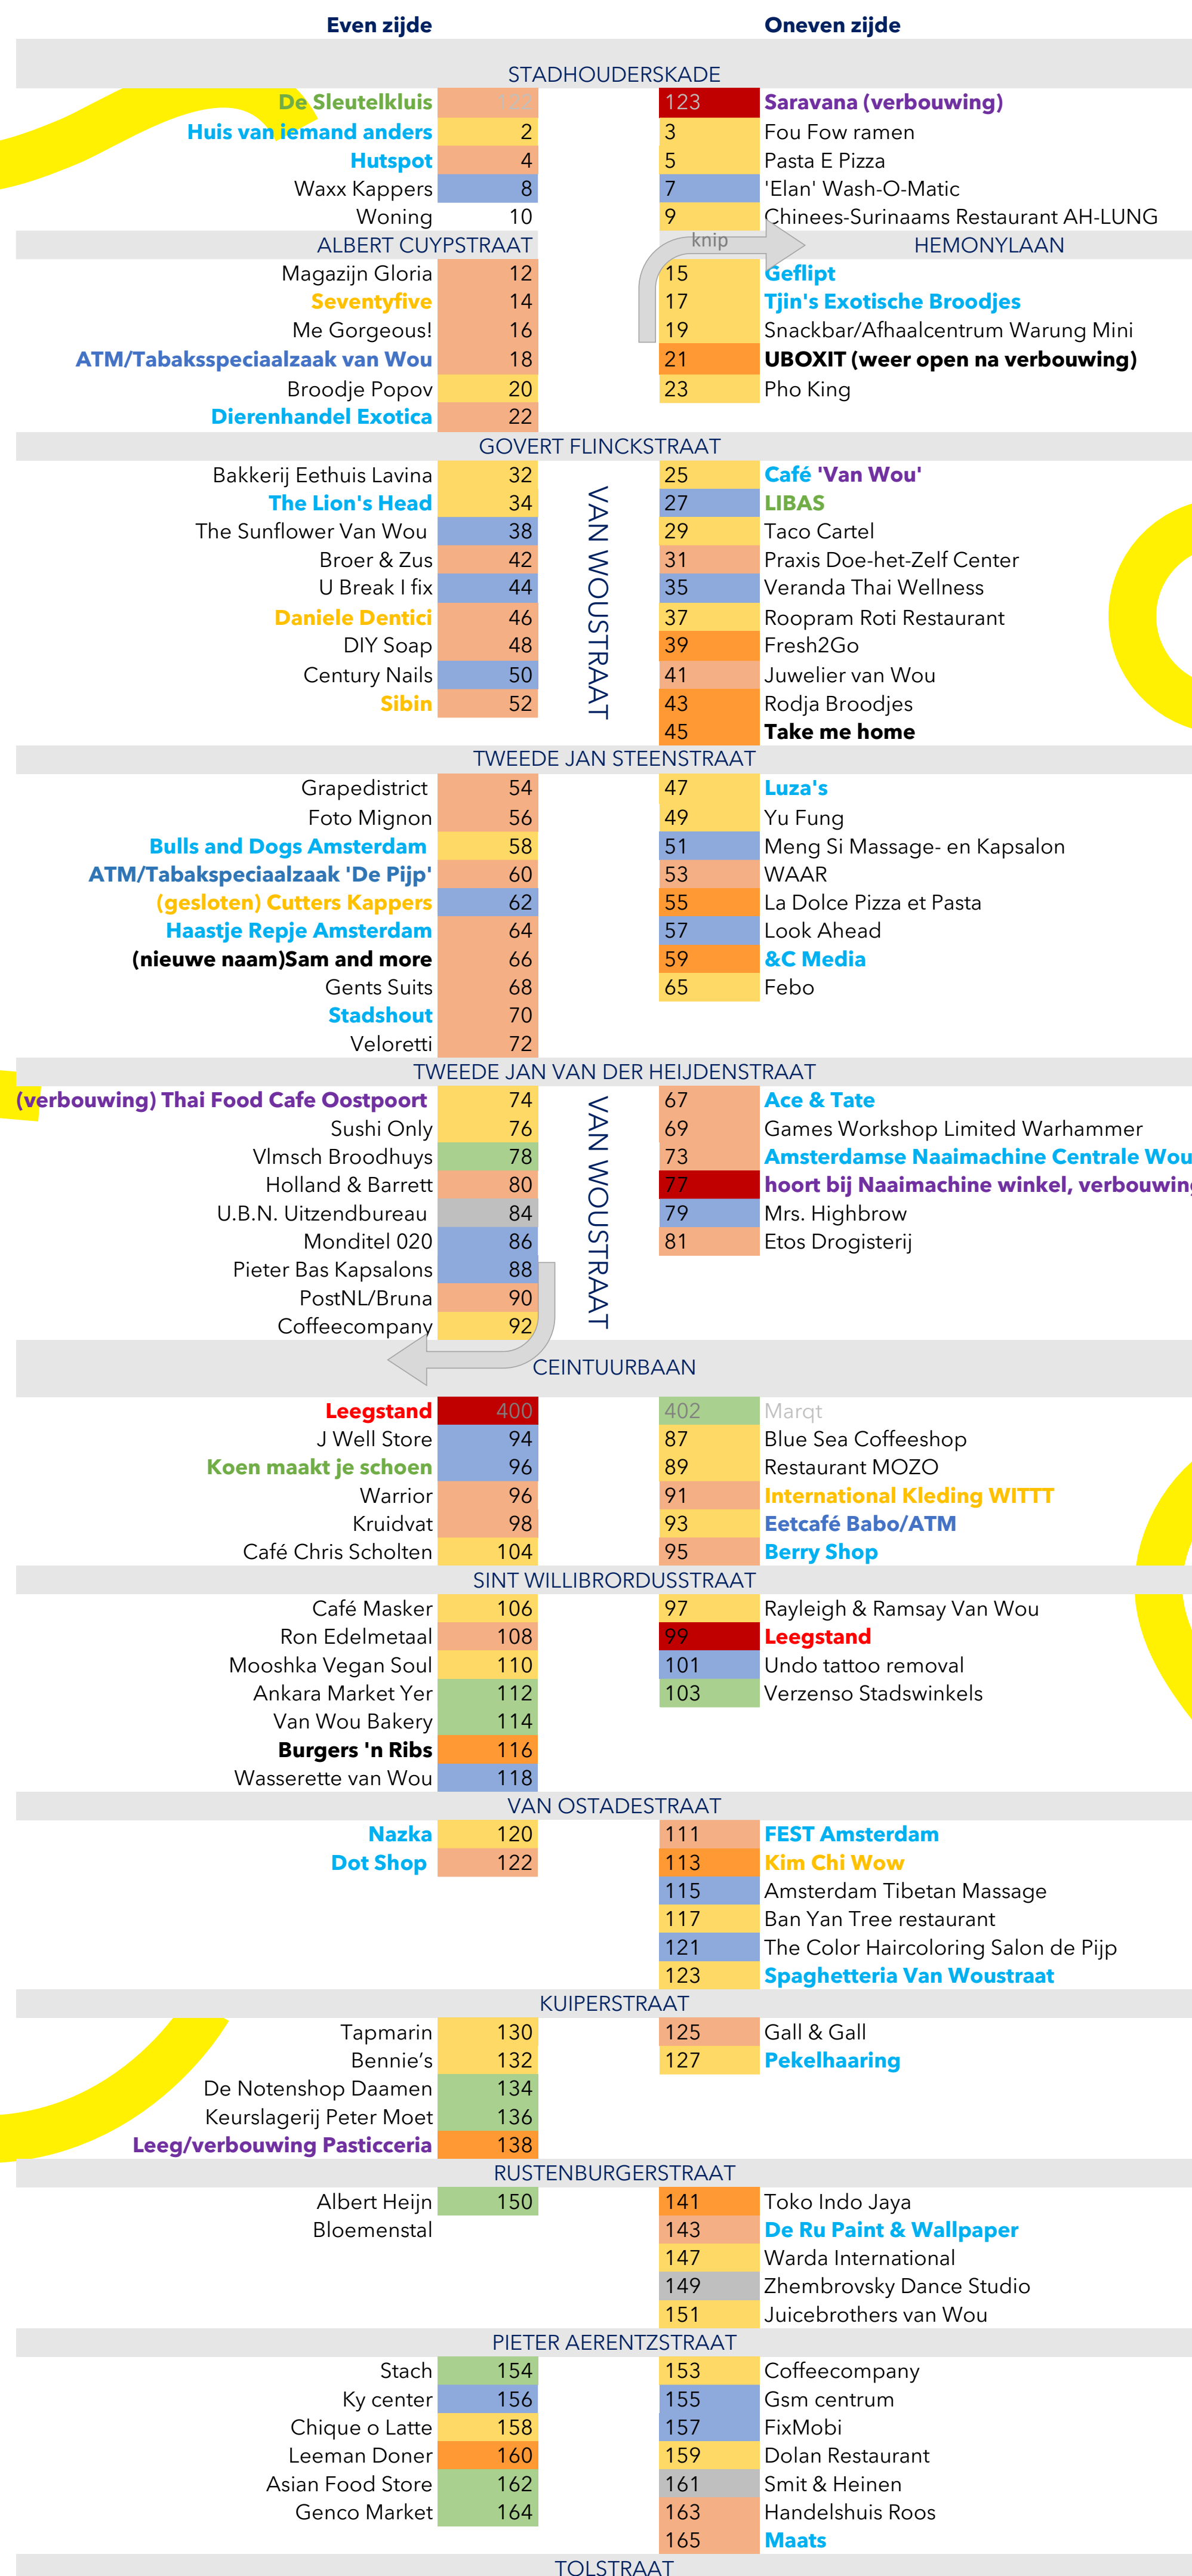 Even zijde Oneven zijde
STADHOUDERSKADE
De Sleutelkluis 123 Saravana (verbouwing)
Huis van iemand anders 2 3 Fou Fow ramen
Hutspot 4 5 Pasta E Pizza
Waxx Kappers 8 7 'Elan' Wash-O-Matic
Woning 10 9 Chinees-Surinaams Restaurant AH-LUNG
ALBERT CUYPSTRAAT knip HEMONYLAAN
Magazijn Gloria 12 15 Geflipt
Seventyfive 14 17 Tjin's Exotische Broodjes
Me Gorgeous! 16 19 Snackbar/Afhaalcentrum Warung Mini
ATM/Tabaksspeciaalzaak van Wou 18 21 UBOXIT (weer open na verbouwing)
Broodje Popov 20 23 Pho King
Dierenhandel Exotica 22
GOVERT FLINCKSTRAAT
Bakkerij Eethuis Lavina 32 25 Café 'Van Wou'
The Lion's Head 34 27 LIBAS
The Sunflower Van Wou 38 29 Taco Cartel
Broer & Zus 42 31 Praxis Doe-het-Zelf Center
U Break I fix 44 35 Veranda Thai Wellness
Daniele Dentici 46 37 Roopram Roti Restaurant
DIY Soap 48 39 Fresh2Go
Century Nails 50 41 Juwelier van Wou
Sibin 52 43 Rodja Broodjes
45 Take me home
VAN WOUSTRAAT
TWEEDE JAN STEENSTRAAT
Grapedistrict 54 47 Luza's
Foto Mignon 56 49 Yu Fung
Bulls and Dogs Amsterdam 58 51 Meng Si Massage- en Kapsalon
ATM/Tabakspeciaalzaak 'De Pijp' 60 53 WAAR
(gesloten) Cutters Kappers 62 55 La Dolce Pizza et Pasta
Haastje Repje Amsterdam 64 57 Look Ahead
(nieuwe naam)Sam and more 66 59 &C Media
Gents Suits 68 65 Febo
Stadshout 70
Veloretti 72
TWEEDE JAN VAN DER HEIJDENSTRAAT
(verbouwing) Thai Food Cafe Oostpoort 74 67 Ace & Tate
Sushi Only 76 69 Games Workshop Limited Warhammer
Vlmsch Broodhuys 78 73 Amsterdamse Naaimachine Centrale Wou
Holland & Barrett 80 77 hoort bij Naaimachine winkel, verbouwing
U.B.N. Uitzendbureau 84 79 Mrs. Highbrow
Monditel 020 86 81 Etos Drogisterij
Pieter Bas Kapsalons 88
PostNL/Bruna 90
Coffeecompany 92
VAN WOUSTRAAT
CEINTUURBAAN
Leegstand 400 402 Marqt
J Well Store 94 87 Blue Sea Coffeeshop
Koen maakt je schoen 96 89 Restaurant MOZO
Warrior 96 91 International Kleding WITTT
Kruidvat 98 93 Eetcafé Babo/ATM
Café Chris Scholten 104 95 Berry Shop
SINT WILLIBRORDUSSTRAAT
Café Masker 106 97 Rayleigh & Ramsay Van Wou
Ron Edelmetaal 108 99 Leegstand
Mooshka Vegan Soul 110 101 Undo tattoo removal
Ankara Market Yer 112 103 Verzenso Stadswinkels
Van Wou Bakery 114
Burgers 'n Ribs 116
Wasserette van Wou 118
VAN OSTADESTRAAT
Nazka 120 111 FEST Amsterdam
Dot Shop 122 113 Kim Chi Wow
115 Amsterdam Tibetan Massage
117 Ban Yan Tree restaurant
121 The Color Haircoloring Salon de Pijp
123 Spaghetteria Van Woustraat
KUIPERSTRAAT
Tapmarin 130 125 Gall & Gall
Bennie’s 132 127 Pekelhaaring
De Notenshop Daamen 134
Keurslagerij Peter Moet 136
Leeg/verbouwing Pasticceria 138
RUSTENBURGERSTRAAT
Albert Heijn 150 141 Toko Indo Jaya
Bloemenstal 143 De Ru Paint & Wallpaper
147 Warda International
149 Zhembrovsky Dance Studio
151 Juicebrothers van Wou
PIETER AERENTZSTRAAT
Stach 154 153 Coffeecompany
Ky center 156 155 Gsm centrum
Chique o Latte 158 157 FixMobi
Leeman Doner 160 159 Dolan Restaurant
Asian Food Store 162 161 Smit & Heinen
Genco Market 164 163 Handelshuis Roos
165 Maats
TOLSTRAAT